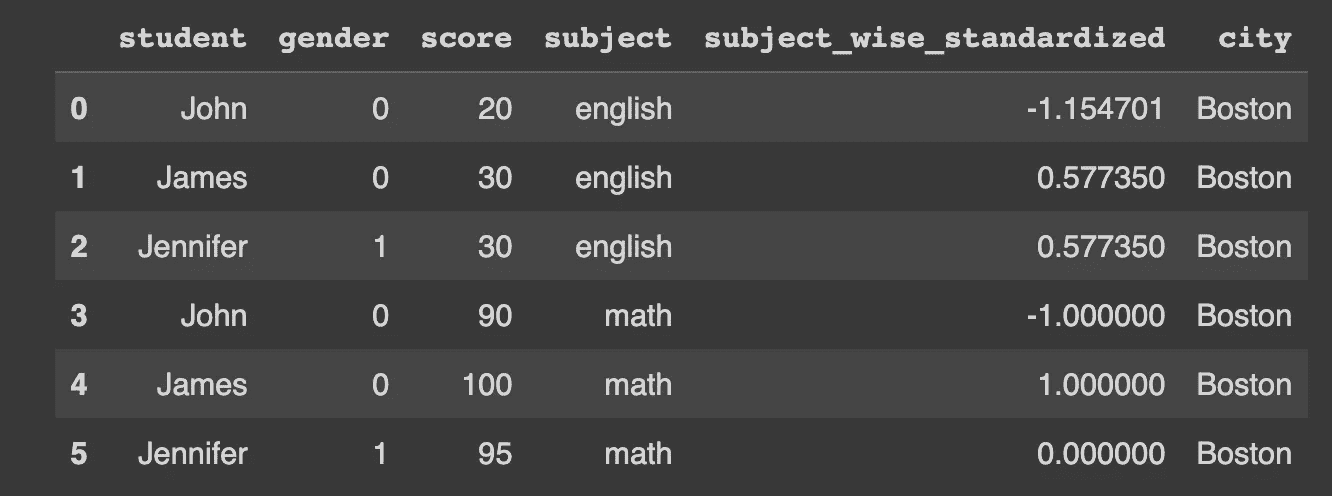 student gender score subject subject_wise_standardized city
0 John 0 20 english -1.154701 Boston
1 James 0 30 english 0.577350 Boston
2 Jennifer 1 30 english 0.577350 Boston
3 John 0 90 math -1.000000 Boston
4 James 0 100 math 1.000000 Boston
5 Jennifer 1 95 math 0.000000 Boston